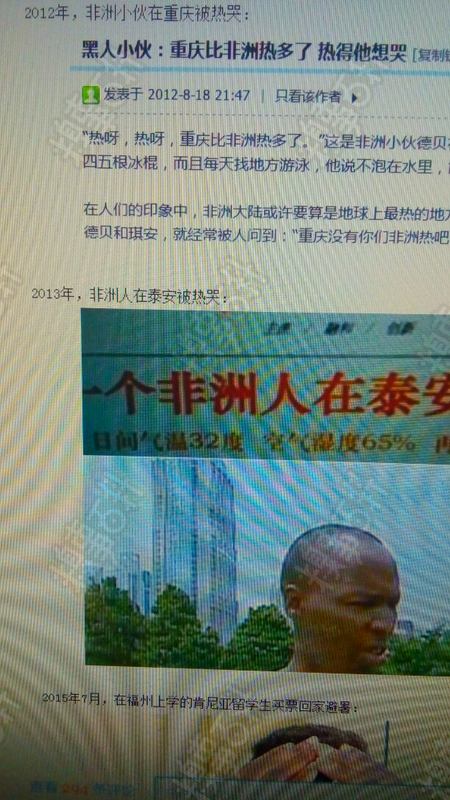 2012年，非洲小伙在重庆被热哭：
黑人小伙：重庆比非洲热多了 热得他想哭 [复制链
发表于 2012-8-18 21:47 | 只看该作者
“热呀，热呀，重庆比非洲热多了。”这是非洲小伙德贝
四五根冰棍，而且每天找地方游泳，他说不泡在水里，
在人们的印象中，非洲大陆或许要算是地球上最热的地
德贝和琪安，就经常被人问到：“重庆没有你们非洲热吧
2013年，非洲人在泰安被热哭：
一个非洲人在泰安
日间气温32度 空气湿度65%
2015年7月，在福州上学的肯尼亚留学生买票回家避暑：